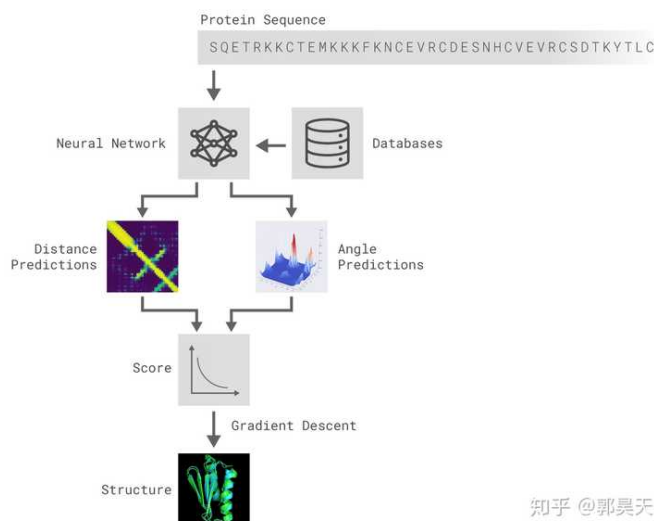 Protein Sequence
SQETRKKCTEMKKKFKNCEVRCDESNHCVEVRCSDTKYTLC
Neural Network
Databases
Distance
Predictions
Angle
Predictions
Score
Gradient Descent
Structure
知乎 @郭昊天